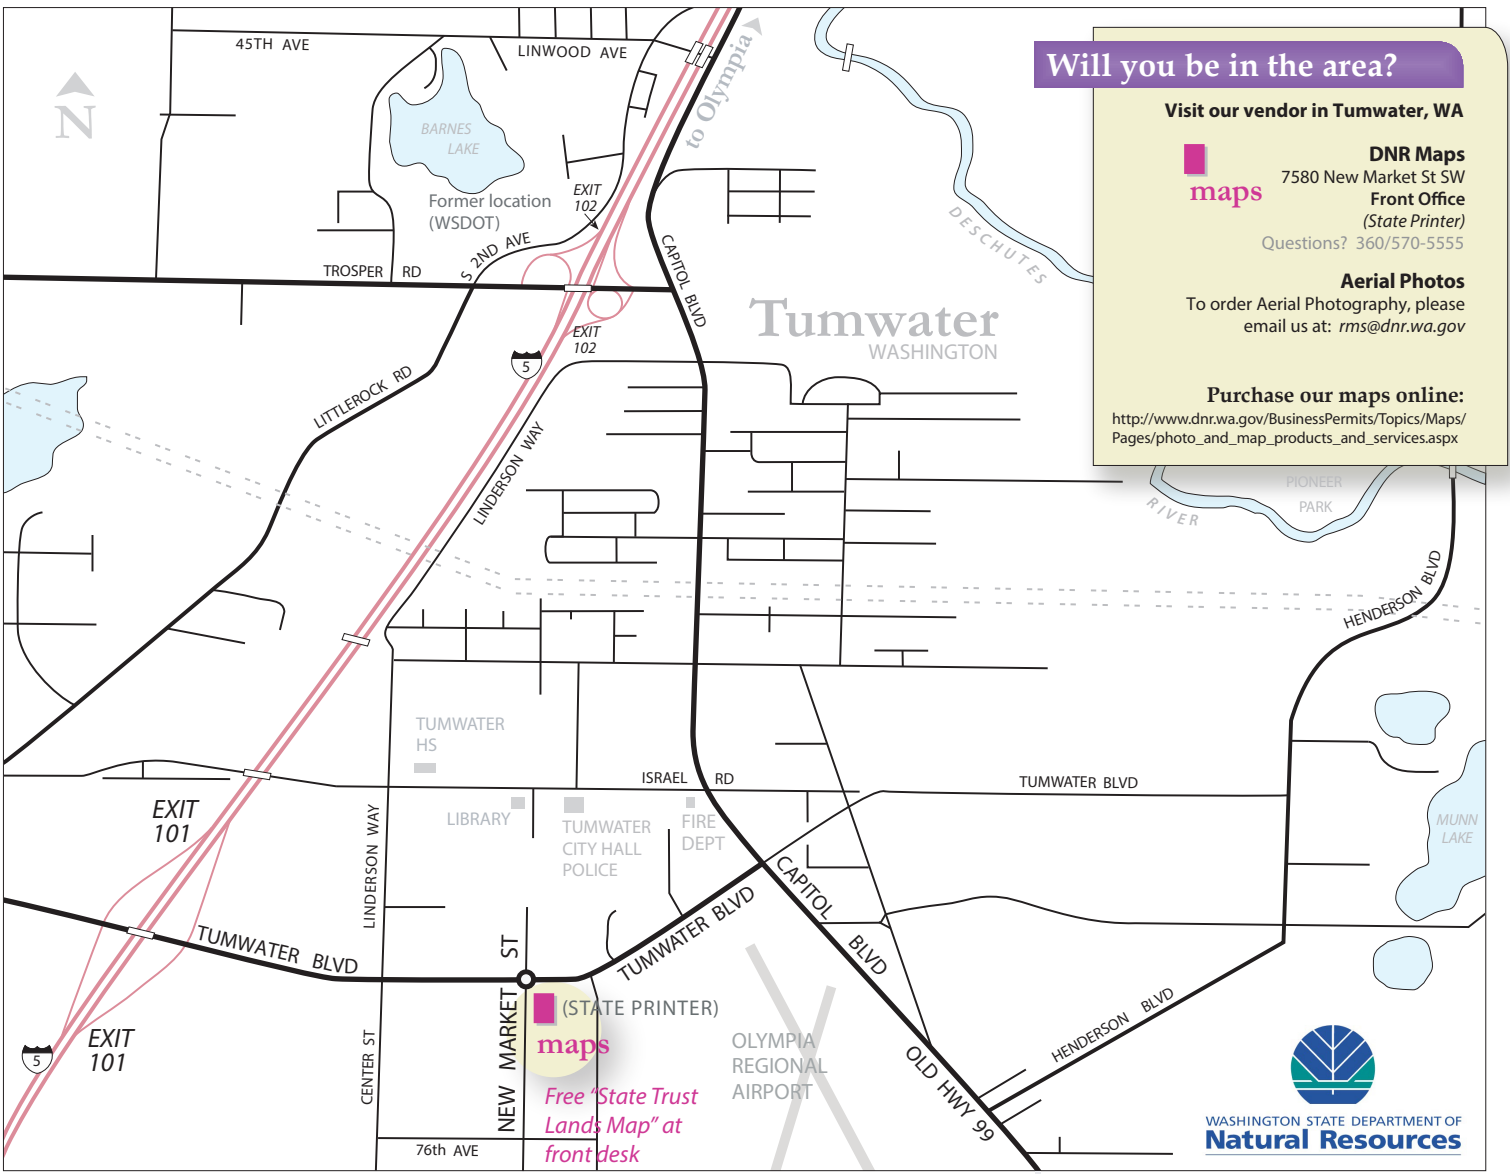 45TH AVE
LINWOOD AVE
to Olympia
N
BARNES
LAKE
Former location
(WSDOT)
EXIT
102
S 2ND AVE
TROSPER RD
CAPITOL BLVD
DESCHUTES
Will you be in the area?
Visit our vendor in Tumwater, WA
maps
DNR Maps
7580 New Market St SW
Front Office
(State Printer)
Questions? 360/570-5555
Aerial Photos
To order Aerial Photography, please
email us at: rms@dnr.wa.gov
Purchase our maps online:
http://www.dnr.wa.gov/BusinessPermits/Topics/Maps/
Pages/photo_and_map_products_and_services.aspx
Tumwater
WASHINGTON
EXIT
102
5
LITTLEROCK RD
LINDERSON WAY
PIONEER
PARK
RIVER
HENDERSON BLVD
TUMWATER
HS
ISRAEL RD
TUMWATER BLVD
EXIT
101
LINDERSON WAY
LIBRARY
TUMWATER
CITY HALL
POLICE
FIRE
DEPT
MUNN
LAKE
CAPITOL BLVD
TUMWATER BLVD
TUMWATER BLVD
NEW MARKET ST
(STATE PRINTER)
maps
Free “State Trust
Lands Map” at
front desk
EXIT
101
5
CENTER ST
76th AVE
OLYMPIA
REGIONAL
AIRPORT
OLD HWY 99
HENDERSON BLVD
WASHINGTON STATE DEPARTMENT OF
Natural Resources